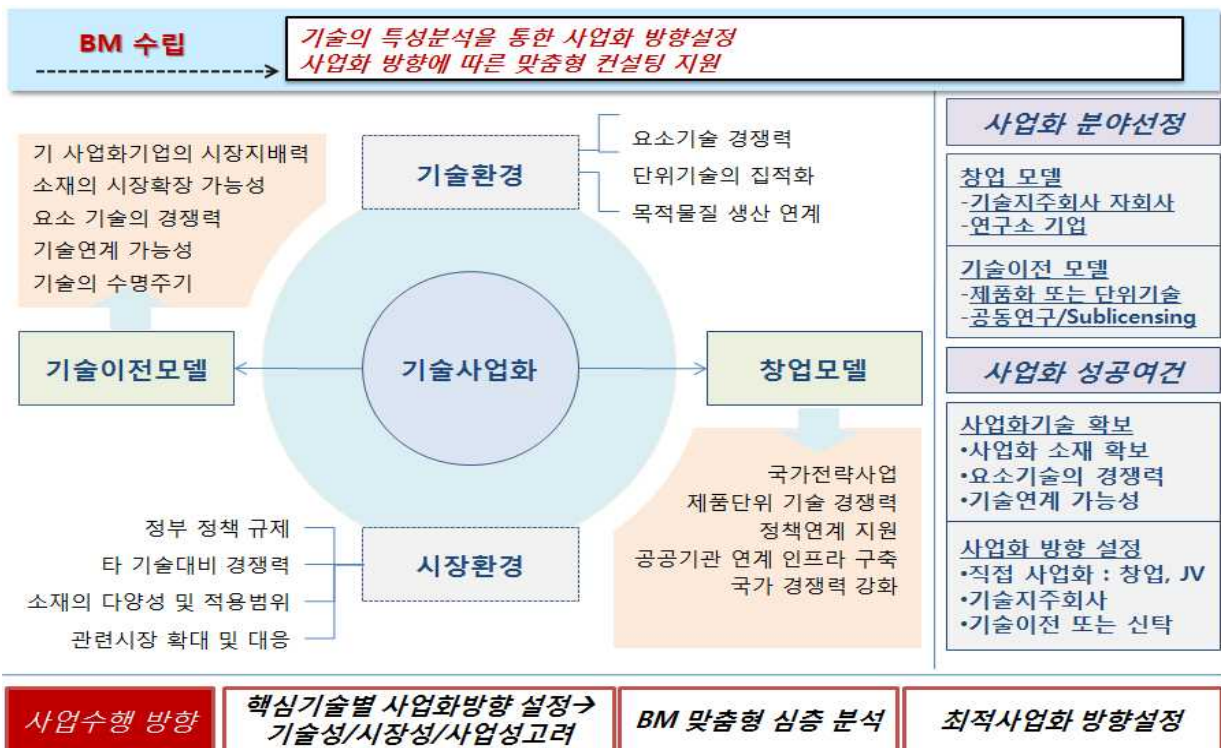 BM 수립
기술의 특성분석을 통한 사업화 방향설정
사업화 방향에 따른 맞춤형 컨설팅 지원
기 사업화기업의 시장지배력
소재의 시장확장 가능성
요소 기술의 경쟁력
기술연계 가능성
기술의 수명주기
기술환경
요소기술 경쟁력
단위기술의 집적화
목적물질 생산 연계
기술이전모델
기술사업화
창업모델
국가전략사업
제품단위 기술 경쟁력
정책연계 지원
공공기관 연계 인프라 구축
국가 경쟁력 강화
정부 정책 규제
타 기술대비 경쟁력
소재의 다양성 및 적용범위
관련시장 확대 및 대응
시장환경
사업화 분야선정
창업 모델
-기술지주회사 자회사
-연구소 기업
기술이전 모델
-제품화 또는 단위기술
-공동연구/Sublicensing
사업화 성공여건
사업화기술 확보
•사업화 소재 확보
•요소기술의 경쟁력
•기술연계 가능성
사업화 방향 설정
•직접 사업화 : 창업, JV
•기술지주회사
•기술이전 또는 신탁
사업수행 방향
핵심기술별 사업화방향 설정→
기술성/시장성/사업성고려
BM 맞춤형 심층 분석
최적사업화 방향설정